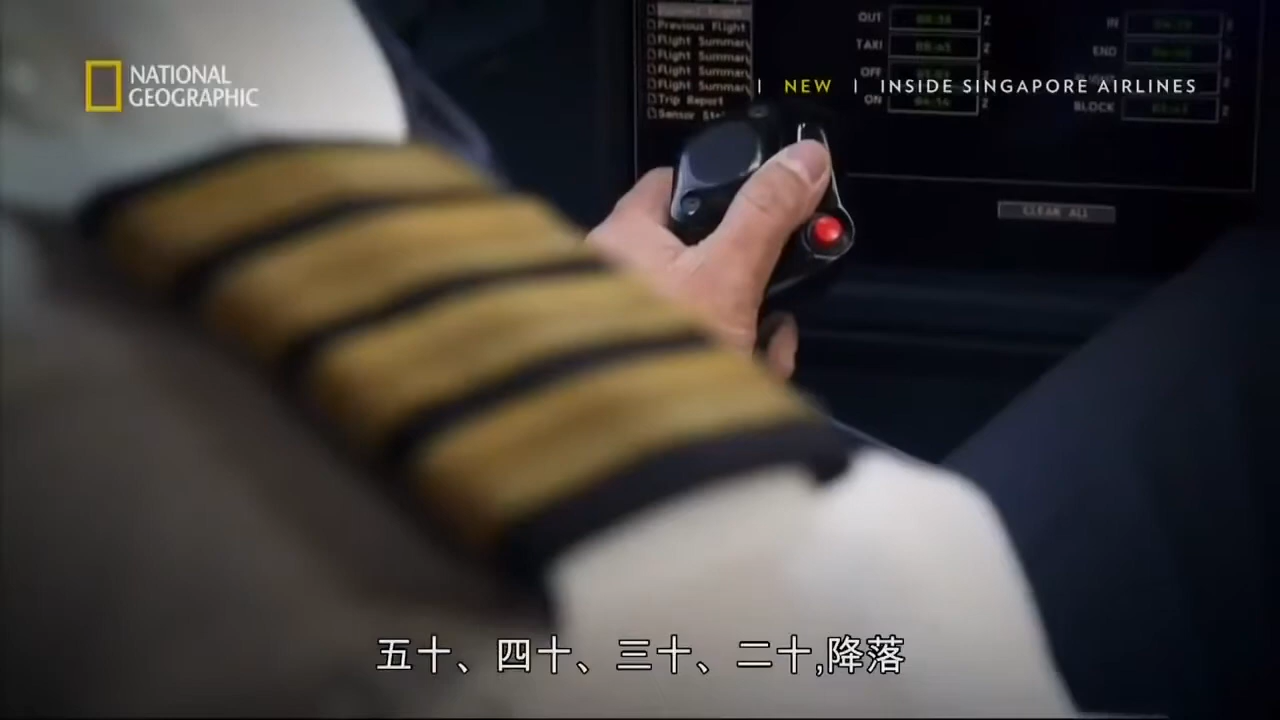 NATIONAL
GEOGRAPHIC
| NEW | INSIDE SINGAPORE AIRLINES
Previous Flight
Flight Summary
Flight Summary
Flight Summary
Flight Summary
Trip Report
OUT
TAXI
OFF
ON
IN
END
BLOCK
CLEAR ALL
五十、四十、三十、二十,降落